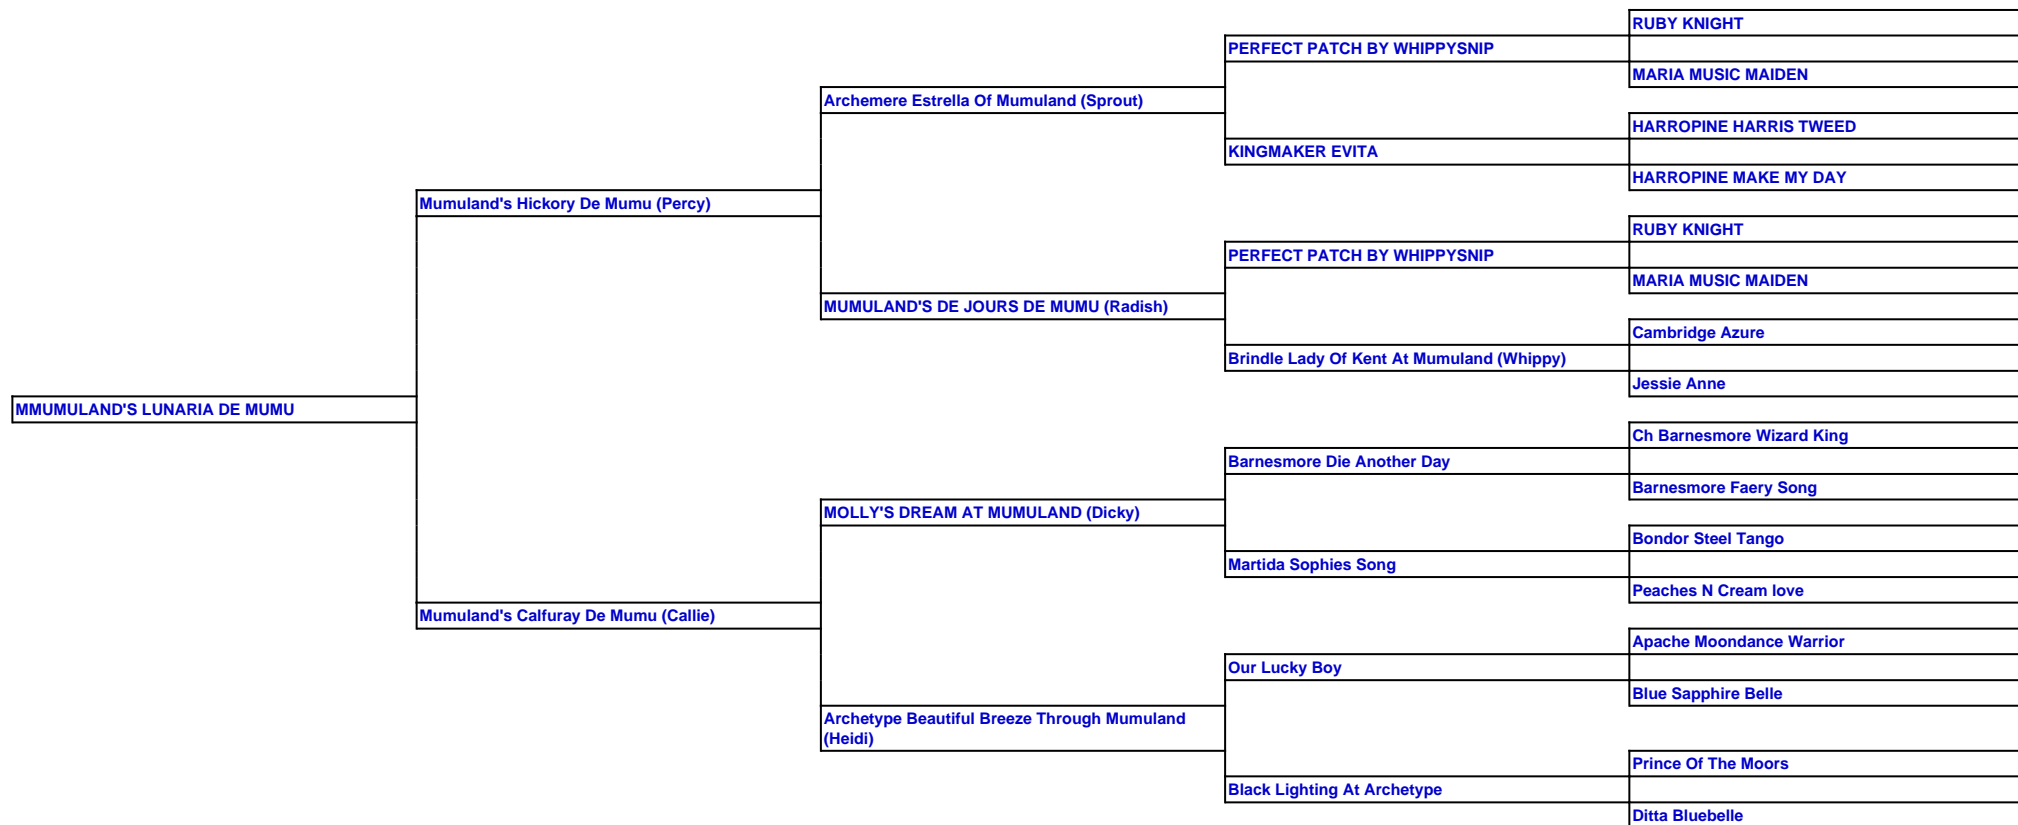 RUBY KNIGHT
PERFECT PATCH BY WHIPPYSNIP
MARIA MUSIC MAIDEN
Archemere Estrella Of Mumuland (Sprout)
HARROPINE HARRIS TWEED
KINGMAKER EVITA
HARROPINE MAKE MY DAY
Mumuland's Hickory De Mumu (Percy)
RUBY KNIGHT
PERFECT PATCH BY WHIPPYSNIP
MARIA MUSIC MAIDEN
MUMULAND'S DE JOURS DE MUMU (Radish)
Cambridge Azure
Brindle Lady Of Kent At Mumuland (Whippy)
Jessie Anne
MMUMULAND'S LUNARIA DE MUMU
Ch Barnesmore Wizard King
Barnesmore Die Another Day
Barnesmore Faery Song
MOLLY'S DREAM AT MUMULAND (Dicky)
Bondor Steel Tango
Martida Sophies Song
Peaches N Cream love
Mumuland's Calfuray De Mumu (Callie)
Apache Moondance Warrior
Our Lucky Boy
Blue Sapphire Belle
Archetype Beautiful Breeze Through Mumuland
(Heidi)
Prince Of The Moors
Black Lighting At Archetype
Ditta Bluebelle